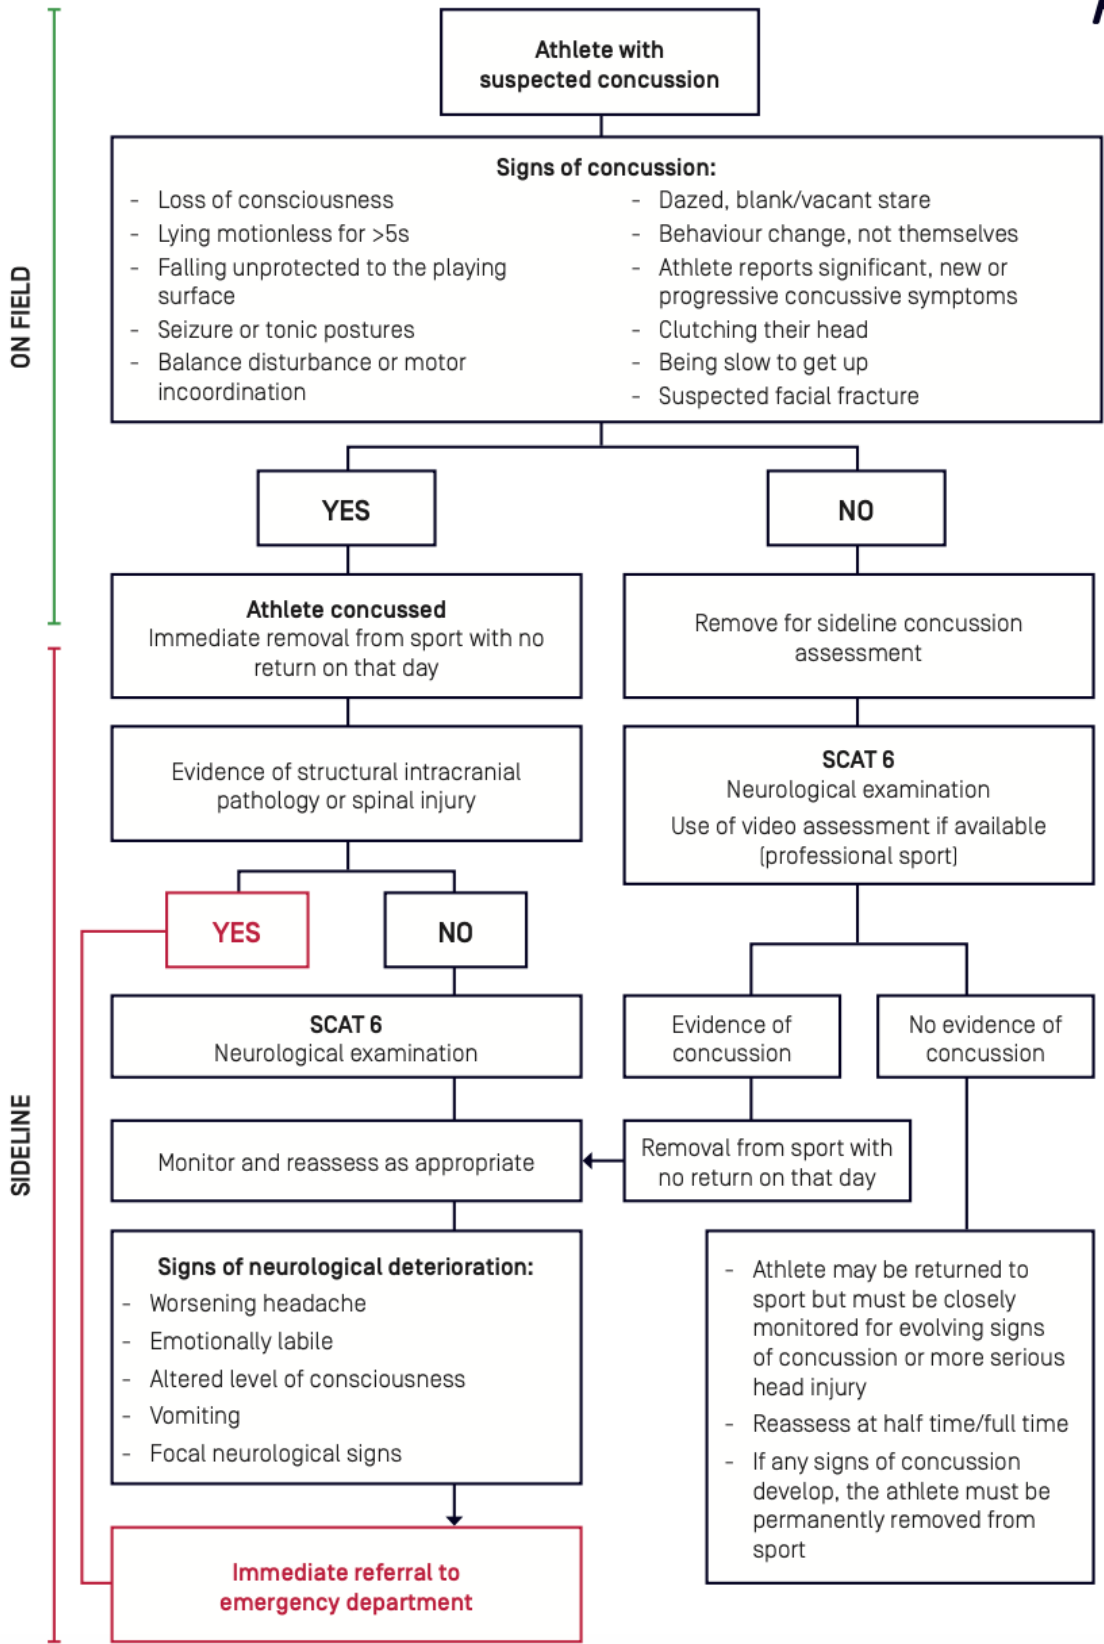 Athlete with
suspected concussion
ON FIELD
Signs of concussion:
- Loss of consciousness
- Lying motionless for >5s
- Falling unprotected to the playing
surface
- Seizure or tonic postures
- Balance disturbance or motor
incoordination
- Dazed, blank/vacant stare
- Behaviour change, not themselves
- Athlete reports significant, new or
progressive concussive symptoms
- Clutching their head
- Being slow to get up
- Suspected facial fracture
YES
NO
Athlete concussed
Immediate removal from sport with no
return on that day
Remove for sideline concussion
assessment
SIDELINE
Evidence of structural intracranial
pathology or spinal injury
SCAT 6
Neurological examination
Use of video assessment if available
(professional sport)
YES
NO
SCAT 6
Neurological examination
Evidence of
concussion
No evidence of
concussion
Monitor and reassess as appropriate
Removal from sport with
no return on that day
Signs of neurological deterioration:
- Worsening headache
- Emotionally labile
- Altered level of consciousness
- Vomiting
- Focal neurological signs
- Athlete may be returned to
sport but must be closely
monitored for evolving signs
of concussion or more serious
head injury
- Reassess at half time/full time
- If any signs of concussion
develop, the athlete must be
permanently removed from
sport
Immediate referral to
emergency department